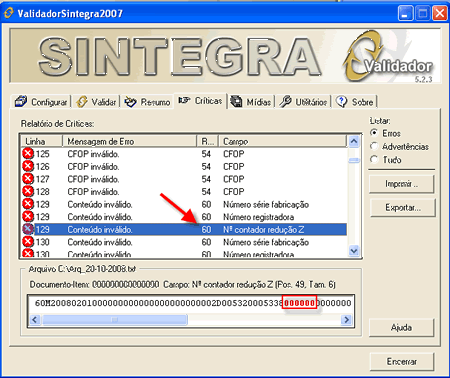 ValidadorSintegra2007
SINTEGRA
Validador
5.2.3
Configurar Validar Resumo Críticas Mídias Utilitários Sobre
Relatório de Críticas:
Linha Mensagem de Erro R... Campo
125 CFOP inválido. 54 CFOP
126 CFOP inválido. 54 CFOP
127 CFOP inválido. 54 CFOP
128 CFOP inválido. 54 CFOP
129 Conteúdo inválido. 60 Número série fabricação
129 Conteúdo inválido. 60 Número registradora
129 Conteúdo inválido. 60 Nº contador redução Z
130 Conteúdo inválido. 60 Número série fabricação
130 Conteúdo inválido. 60 Número registradora
Listar:
Erros
Advertências
Tudo
Imprimir...
Exportar...
Arquivo C:\Arq_20-10-2008.txt
Documento-Item: 00000000000000 Campo: Nº contador redução Z (Pos. 49, Tam. 6)
Ajuda
Encerrar